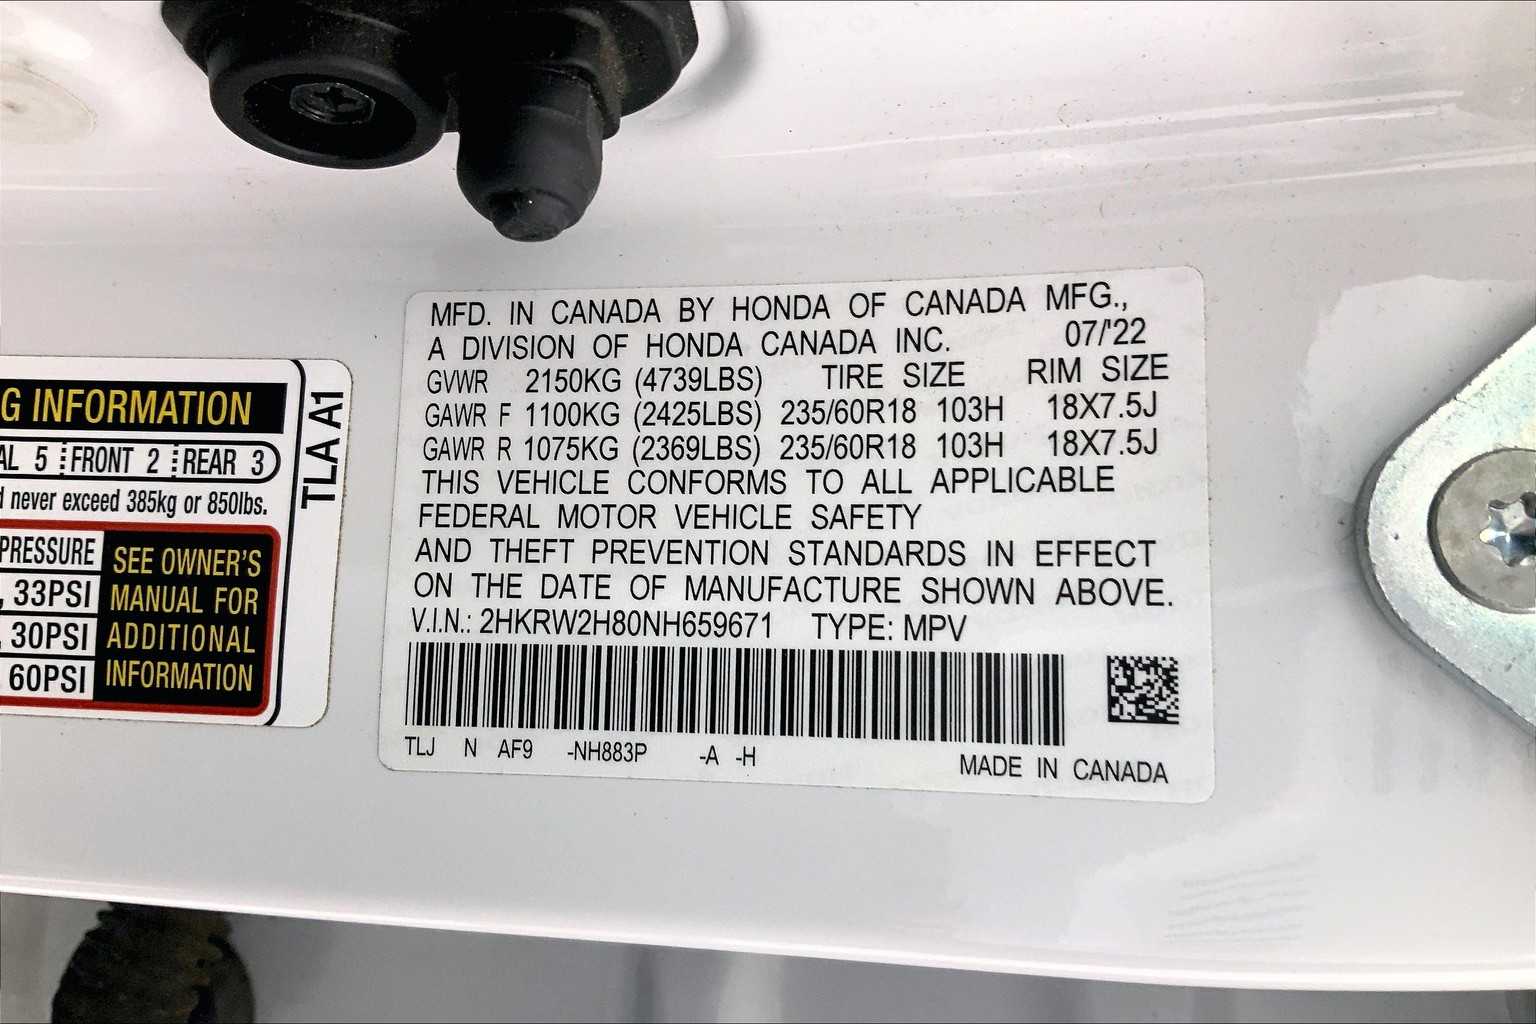 MFD. IN CANADA BY HONDA OF CANADA MFG.,
A DIVISION OF HONDA CANADA INC. 07/'22
GVWR 2150KG (4739LBS) TIRE SIZE RIM SIZE
GAWR F 1100KG (2425LBS) 235/60R18 103H 18X7.5J
GAWR R 1075KG (2369LBS) 235/60R18 103H 18X7.5J
THIS VEHICLE CONFORMS TO ALL APPLICABLE
FEDERAL MOTOR VEHICLE SAFETY
AND THEFT PREVENTION STANDARDS IN EFFECT
ON THE DATE OF MANUFACTURE SHOWN ABOVE.
V.I.N.: 2HKRW2H80NH659671 TYPE: MPV
TLJ N AF9 -NH883P -A -H
MADE IN CANADA
G INFORMATION
AL 5 FRONT 2 REAR 3
d never exceed 385kg or 850lbs.
PRESSURE
, 33PSI
, 30PSI
60PSI
SEE OWNER'S
MANUAL FOR
ADDITIONAL
INFORMATION
TLA A1